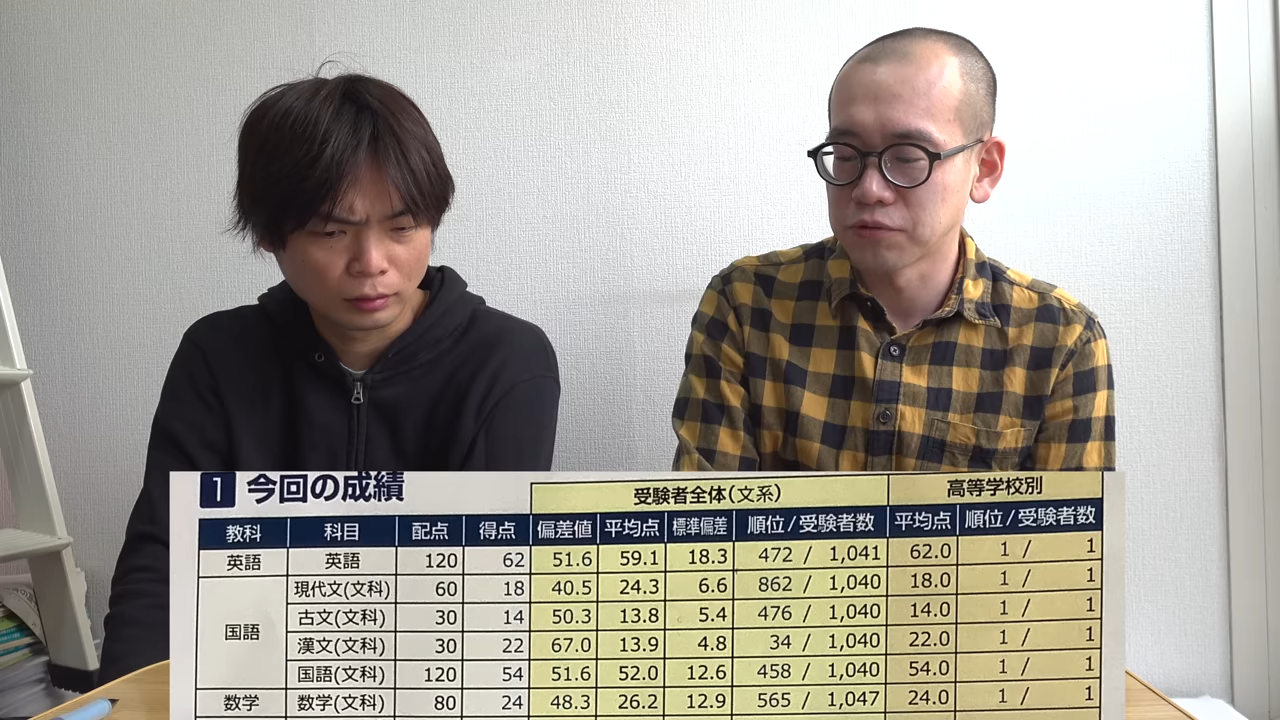 1 今回の成績
受験者全体(文系) 高等学校別
教科 科目 配点 得点 偏差値 平均点 標準偏差 順位/受験者数 平均点 順位/受験者数
英語 英語 120 62 51.6 59.1 18.3 472 / 1,041 62.0 1 / 1
国語 現代文(文科) 60 18 40.5 24.3 6.6 862 / 1,040 18.0 1 / 1
古文(文科) 30 14 50.3 13.8 5.4 476 / 1,040 14.0 1 / 1
漢文(文科) 30 22 67.0 13.9 4.8 34 / 1,040 22.0 1 / 1
国語(文科) 120 54 51.6 52.0 12.6 458 / 1,040 54.0 1 / 1
数学 数学(文科) 80 24 48.3 26.2 12.9 565 / 1,047 24.0 1 / 1